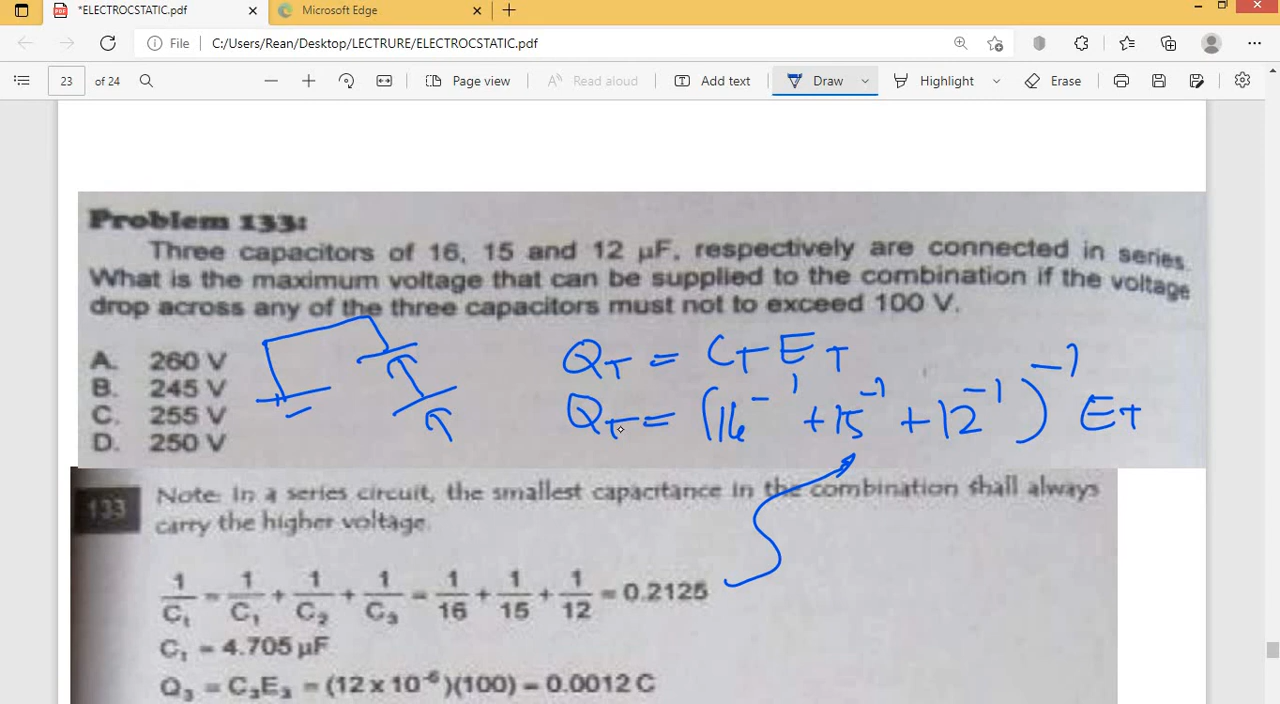 *ELECTROCSTATIC.pdf
Microsoft Edge
File C:/Users/Rean/Desktop/LECTRURE/ELECTROCSTATIC.pdf
23 of 24
Page view
Read aloud
Add text
Draw
Highlight
Erase
Problem 133:
Three capacitors of 16, 15 and 12 μF, respectively are connected in series.
What is the maximum voltage that can be supplied to the combination if the voltage
drop across any of the three capacitors must not to exceed 100 V.
A. 260 V
B. 245 V
C. 255 V
D. 250 V
QT = CT ET
QT = (16⁻¹ + 15⁻¹ + 12⁻¹)⁻¹ ET
133
Note: In a series circuit, the smallest capacitance in the combination shall always
carry the higher voltage.
1/Cₜ = 1/C₁ + 1/C₂ + 1/C₃ = 1/16 + 1/15 + 1/12 = 0.2125
Cₜ = 4.705 μF
Q₃ = C₃E₃ = (12 x 10⁻⁶)(100) = 0.0012 C